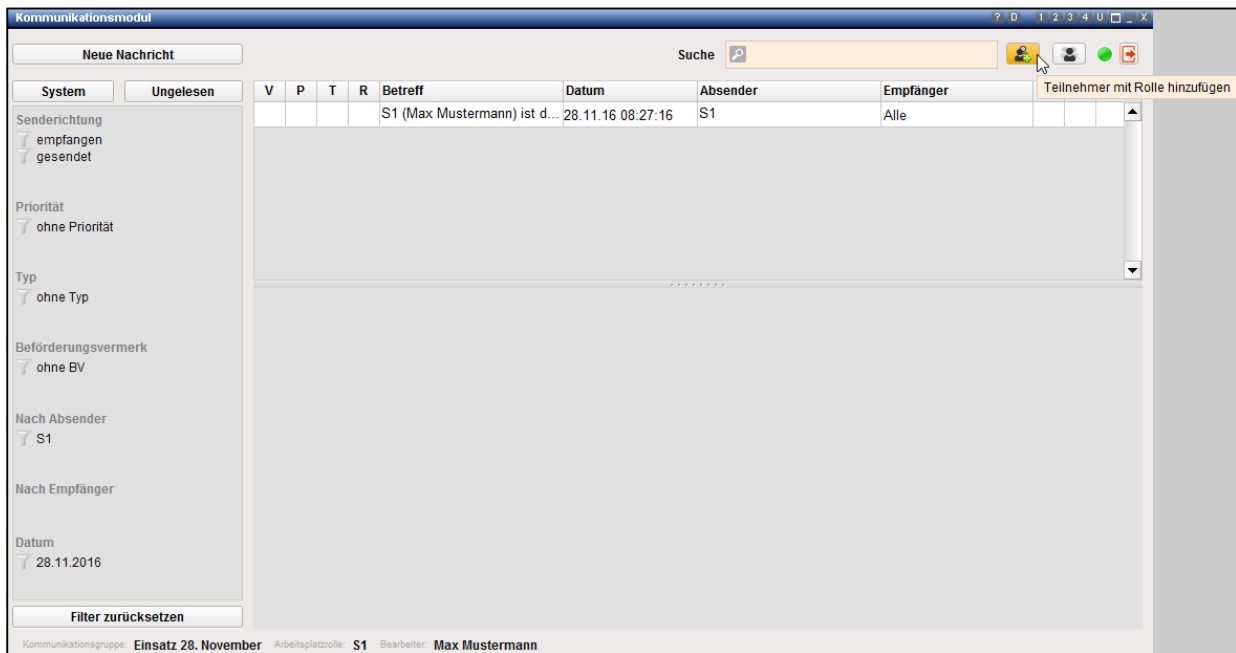 Kommunikationsmodul ? D 1 2 3 4 U _ X
Neue Nachricht Suche
Teilnehmer mit Rolle hinzufügen
System Ungelesen V P T R Betreff Datum Absender Empfänger
S1 (Max Mustermann) ist d... 28.11.16 08:27:16 S1 Alle
Senderichtung
empfangen
gesendet
Priorität
ohne Priorität
Typ
ohne Typ
Beförderungsvermerk
ohne BV
Nach Absender
S1
Nach Empfänger
Datum
28.11.2016
Filter zurücksetzen
Kommunikationsgruppe: Einsatz 28. November Arbeitsplatzrolle: S1 Bearbeiter: Max Mustermann